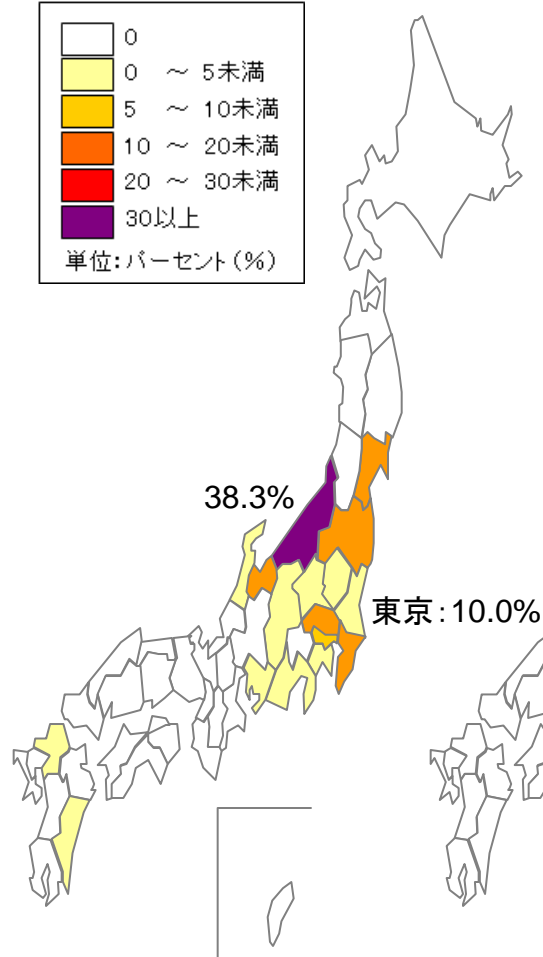 0
0 ～ 5未満
5 ～ 10未満
10 ～ 20未満
20 ～ 30未満
30以上
単位:パーセント(%)
38.3%
東京:10.0%